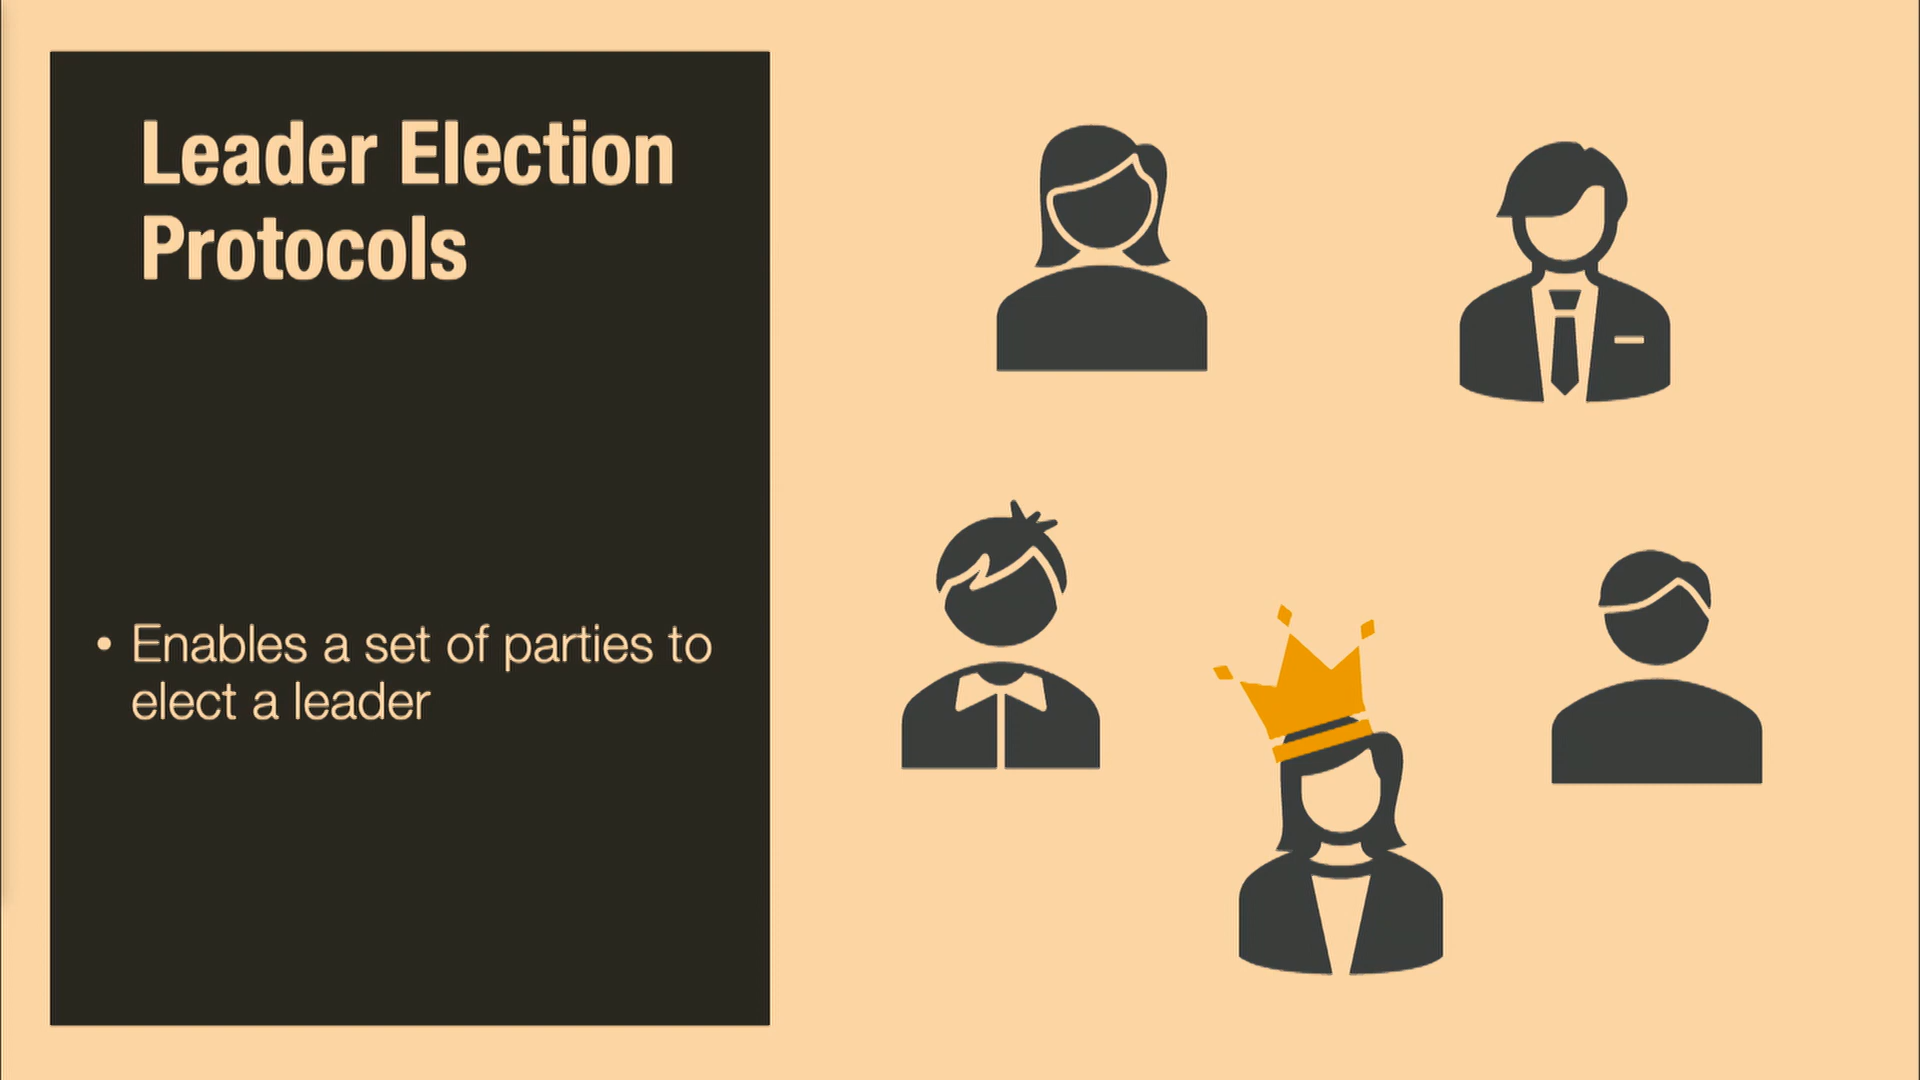 Leader Election
Protocols
• Enables a set of parties to
elect a leader